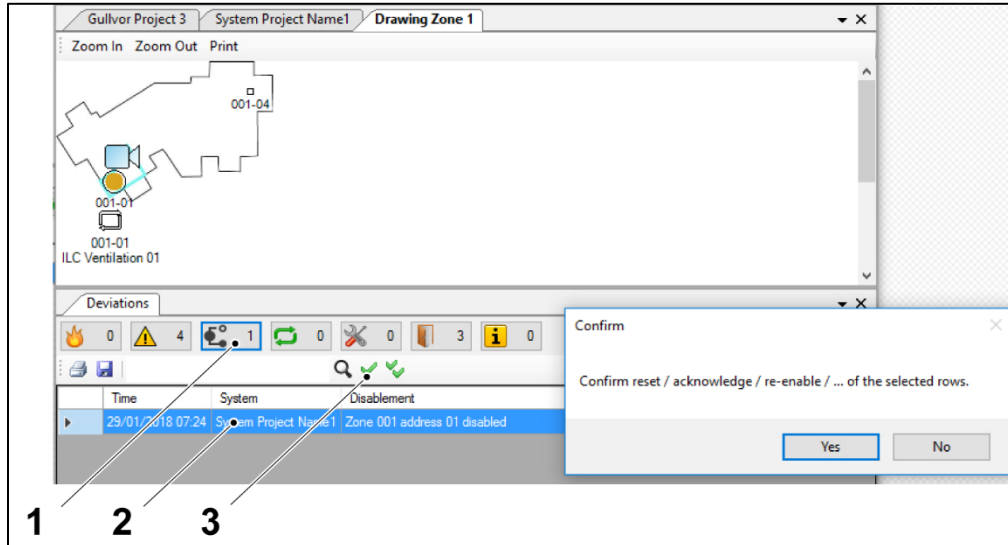 Gullvor Project 3 System Project Name1 Drawing Zone 1
Zoom In Zoom Out Print
001-04
001-01
001-01
ILC Ventilation 01
Deviations
0 4 1 0 0 3 i 0
Time System Disablement
29/01/2018 07:24 System Project Name1 Zone 001 address 01 disabled
Confirm
Confirm reset / acknowledge / re-enable / ... of the selected rows.
Yes No
1 2 3